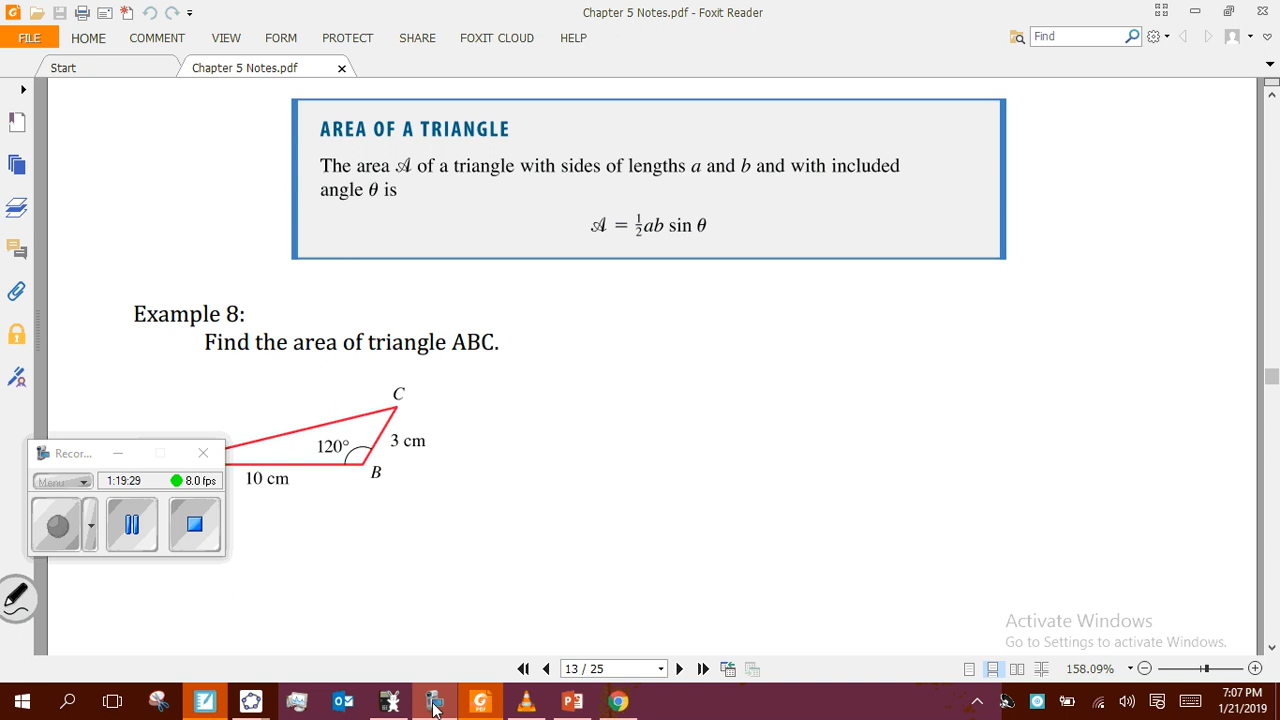 Chapter 5 Notes.pdf - Foxit Reader
FILE HOME COMMENT VIEW FORM PROTECT SHARE FOXIT CLOUD HELP
Find
Start
Chapter 5 Notes.pdf
AREA OF A TRIANGLE
The area 𝒜 of a triangle with sides of lengths a and b and with included
angle θ is
𝒜 = ½ab sin θ
Example 8:
Find the area of triangle ABC.
C
120°
3 cm
B
10 cm
Recor...
Menu
1:19:29
8.0 fps
Activate Windows
Go to Settings to activate Windows.
13 / 25
158.09%
7:07 PM
1/21/2019